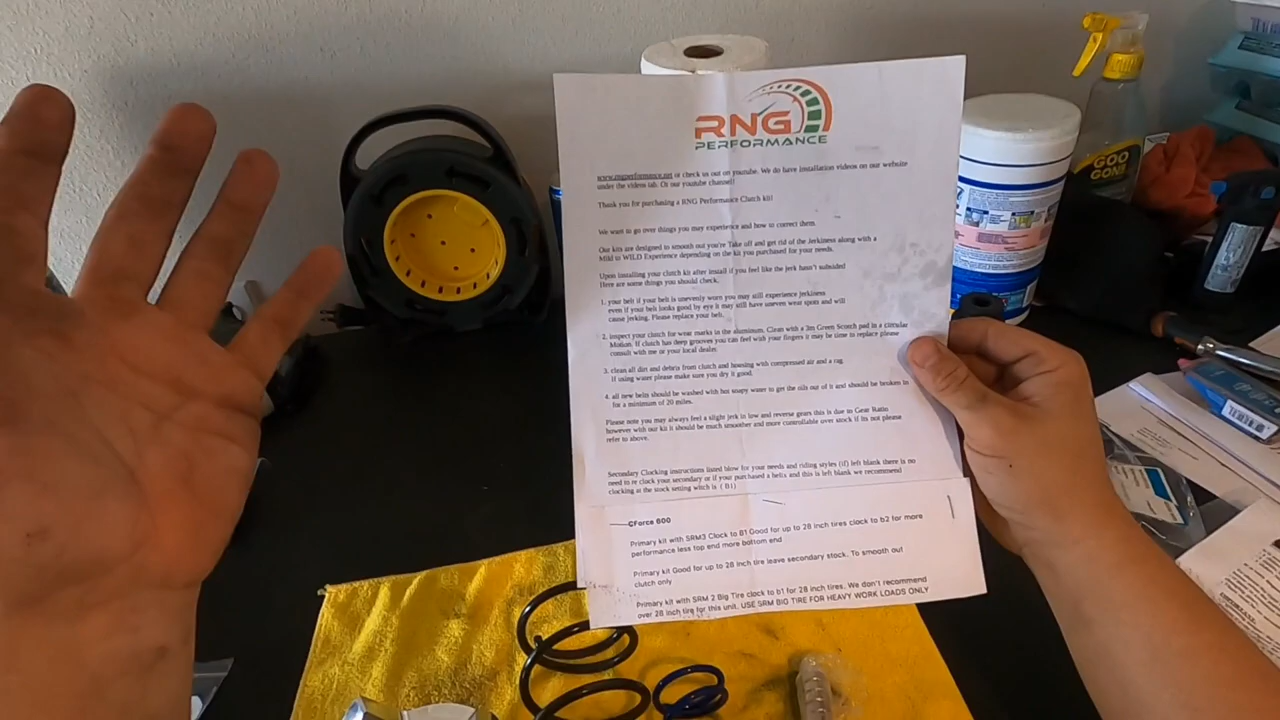 RNG
PERFORMANCE
www.rngperformance.net or check us out on youtube. We do have installation videos on our website
under the videos tab. Or our youtube channel!
Thank you for purchasing a RNG Performance Clutch kit!
We want to go over things you may experience and how to correct them.
Our kits are designed to smooth out you're Take off and get rid of the Jerkiness along with a
Mild to WILD Experience depending on the kit you purchased for your needs.
Upon installing your clutch kit after install if you feel like the jerk hasn't subsided
Here are some things you should check.
1. your belt if your belt is unevenly worn you may still experience jerkiness
even if your belt looks good by eye it may still have uneven wear spots and will
cause jerking. Please replace your belt.
2. inspect your clutch for wear marks in the aluminum. Clean with a 3m Green Scotch pad in a circular
Motion. If clutch has deep grooves you can feel with your fingers it may be time to replace please
consult with me or your local dealer.
3. clean all dirt and debris from clutch and housing with compressed air and a rag.
If using water please make sure you dry it good.
4. all new belts should be washed with hot soapy water to get the oils out of it and should be broken in
for a minimum of 20 miles.
Please note you may always feel a slight jerk in low and reverse gears this is due to Gear Ratio
however with our kit it should be much smoother and more controllable over stock if its not please
refer to above.
Secondary Clocking instructions listed blow for your needs and riding styles (if) left blank there is no
need to re clock your secondary or if your purchased a helix and this is left blank we recommend
clocking at the stock setting witch is ( B1)
CForce 600
Primary kit with SRM3 Clock to B1 Good for up to 28 inch tires clock to b2 for more
performance less top end more bottom end
Primary kit Good for up to 28 inch tire leave secondary stock. To smooth out
clutch only
Primary kit with SRM 2 Big Tire clock to b1 for 28 inch tires. We don't recommend
over 28 inch tire for this unit. USE SRM BIG TIRE FOR HEAVY WORK LOADS ONLY
GOO
GONE